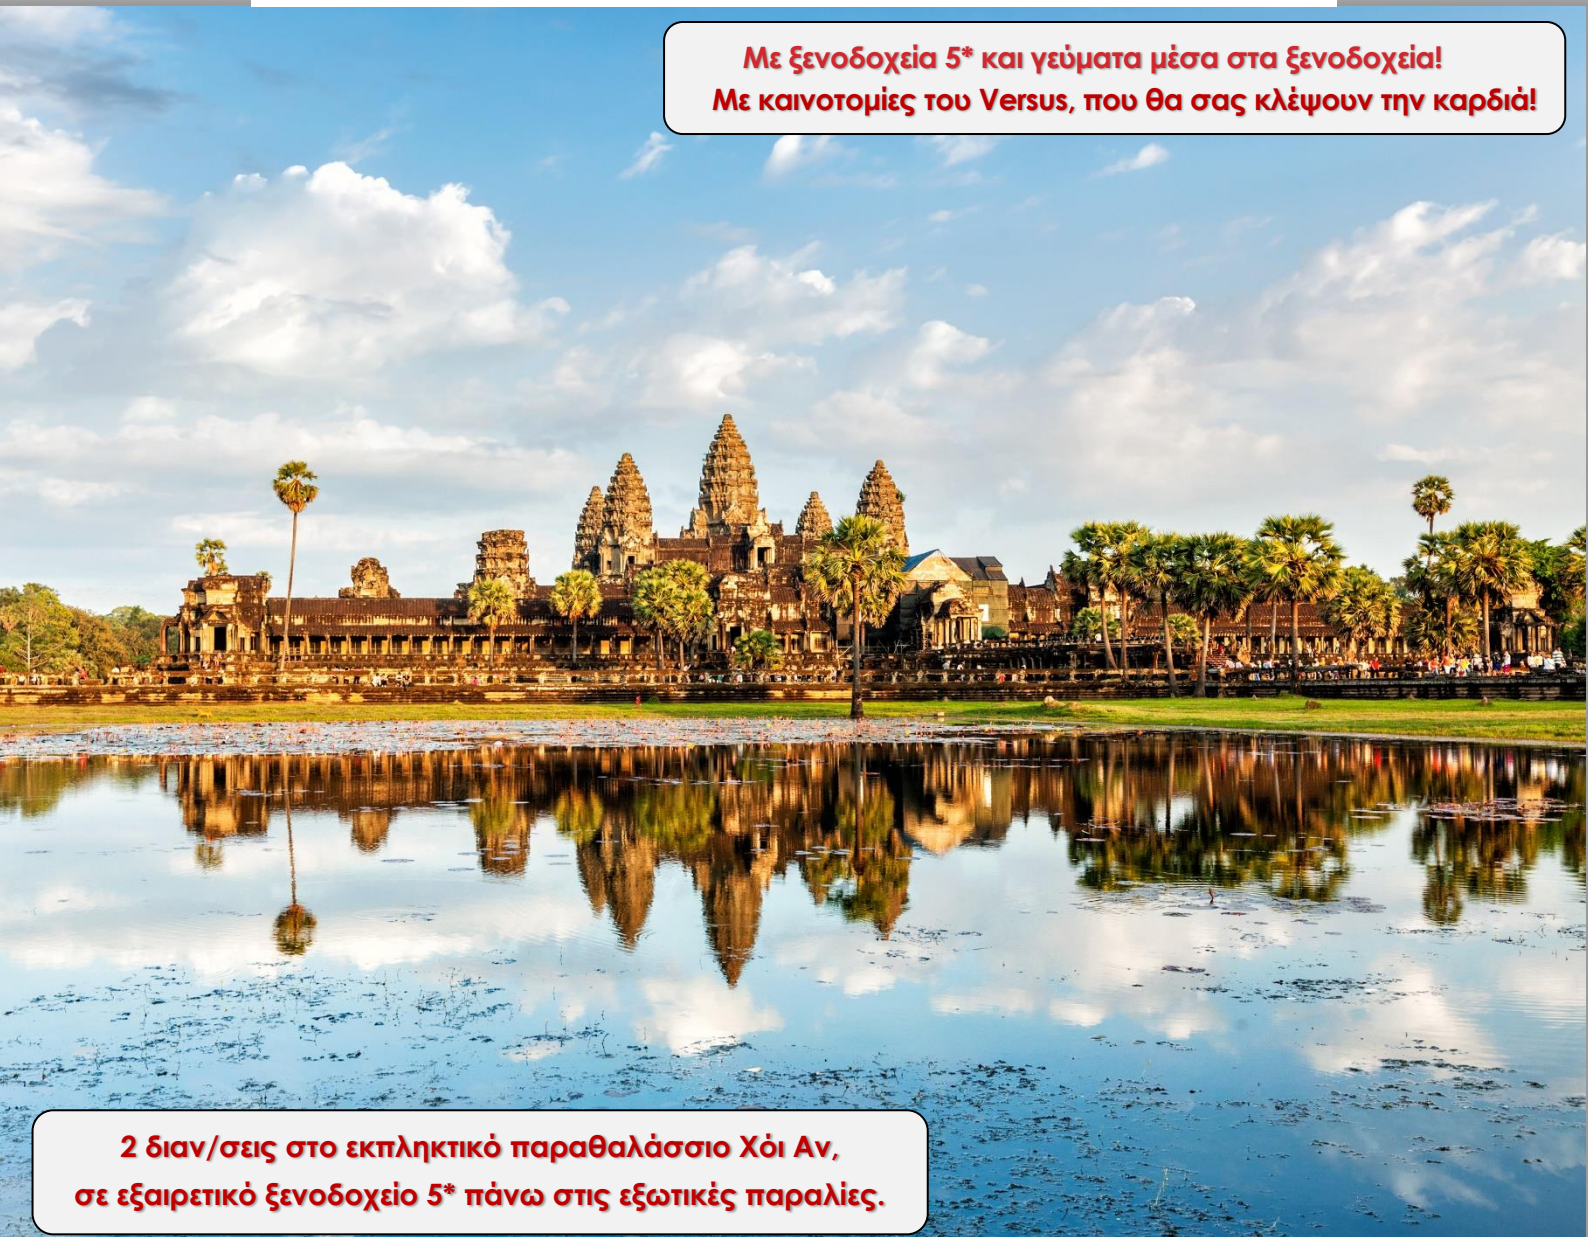 Με ξενοδοχεία 5* και γεύματα μέσα στα ξενοδοχεία!
Με καινοτομίες του Versus, που θα σας κλέψουν την καρδιά!
2 διαν/σεις στο εκπληκτικό παραθαλάσσιο Χόι Αν,
σε εξαιρετικό ξενοδοχείο 5* πάνω στις εξωτικές παραλίες.